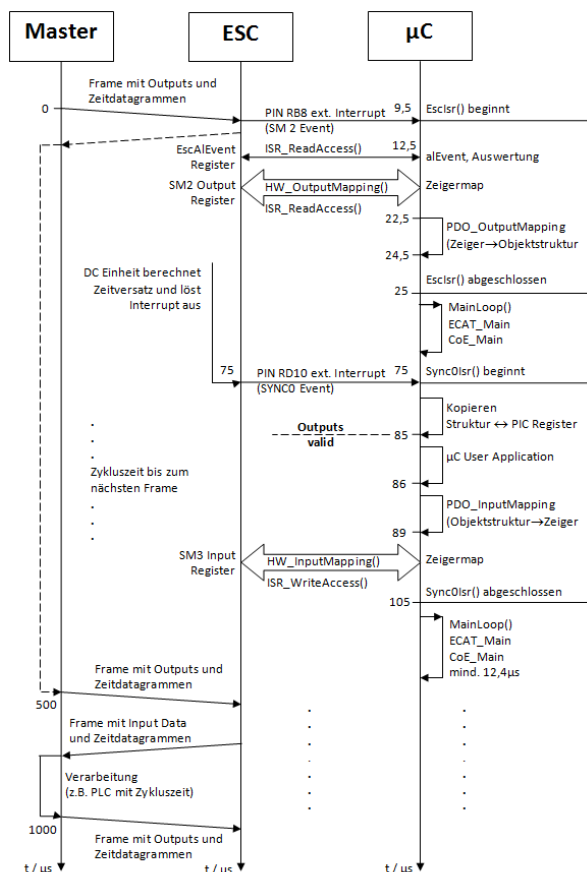 Master
ESC
µC
Frame mit Outputs und
Zeitdatagrammen
0
PIN RB8 ext. Interrupt
(SM 2 Event)
9,5
EscIsr() beginnt
EscAlEvent
Register
ISR_ReadAccess()
12,5
alEvent, Auswertung
SM2 Output
Register
HW_OutputMapping()
ISR_ReadAccess()
Zeigermap
22,5
PDO_OutputMapping
(Zeiger→Objektstruktur
24,5
DC Einheit berechnet
Zeitversatz und löst
Interrupt aus
EscIsr() abgeschlossen
25
MainLoop()
ECAT_Main
CoE_Main
75
PIN RD10 ext. Interrupt
(SYNC0 Event)
75
Sync0Isr() beginnt
Kopieren
Struktur ↔ PIC Register
Outputs
valid
85
Zykluszeit bis zum
nächsten Frame
µC User Application
86
PDO_InputMapping
(Objektstruktur→Zeiger
89
SM3 Input
Register
HW_InputMapping()
ISR_WriteAccess()
Zeigermap
Sync0Isr() abgeschlossen
105
MainLoop()
ECAT_Main
CoE_Main
mind. 12,4µs
Frame mit Outputs und
Zeitdatagrammen
500
Frame mit Input Data
und Zeitdatagrammen
Verarbeitung
(z.B. PLC mit Zykluszeit)
1000
Frame mit Outputs und
Zeitdatagrammen
t / µs
t / µs
t / µs